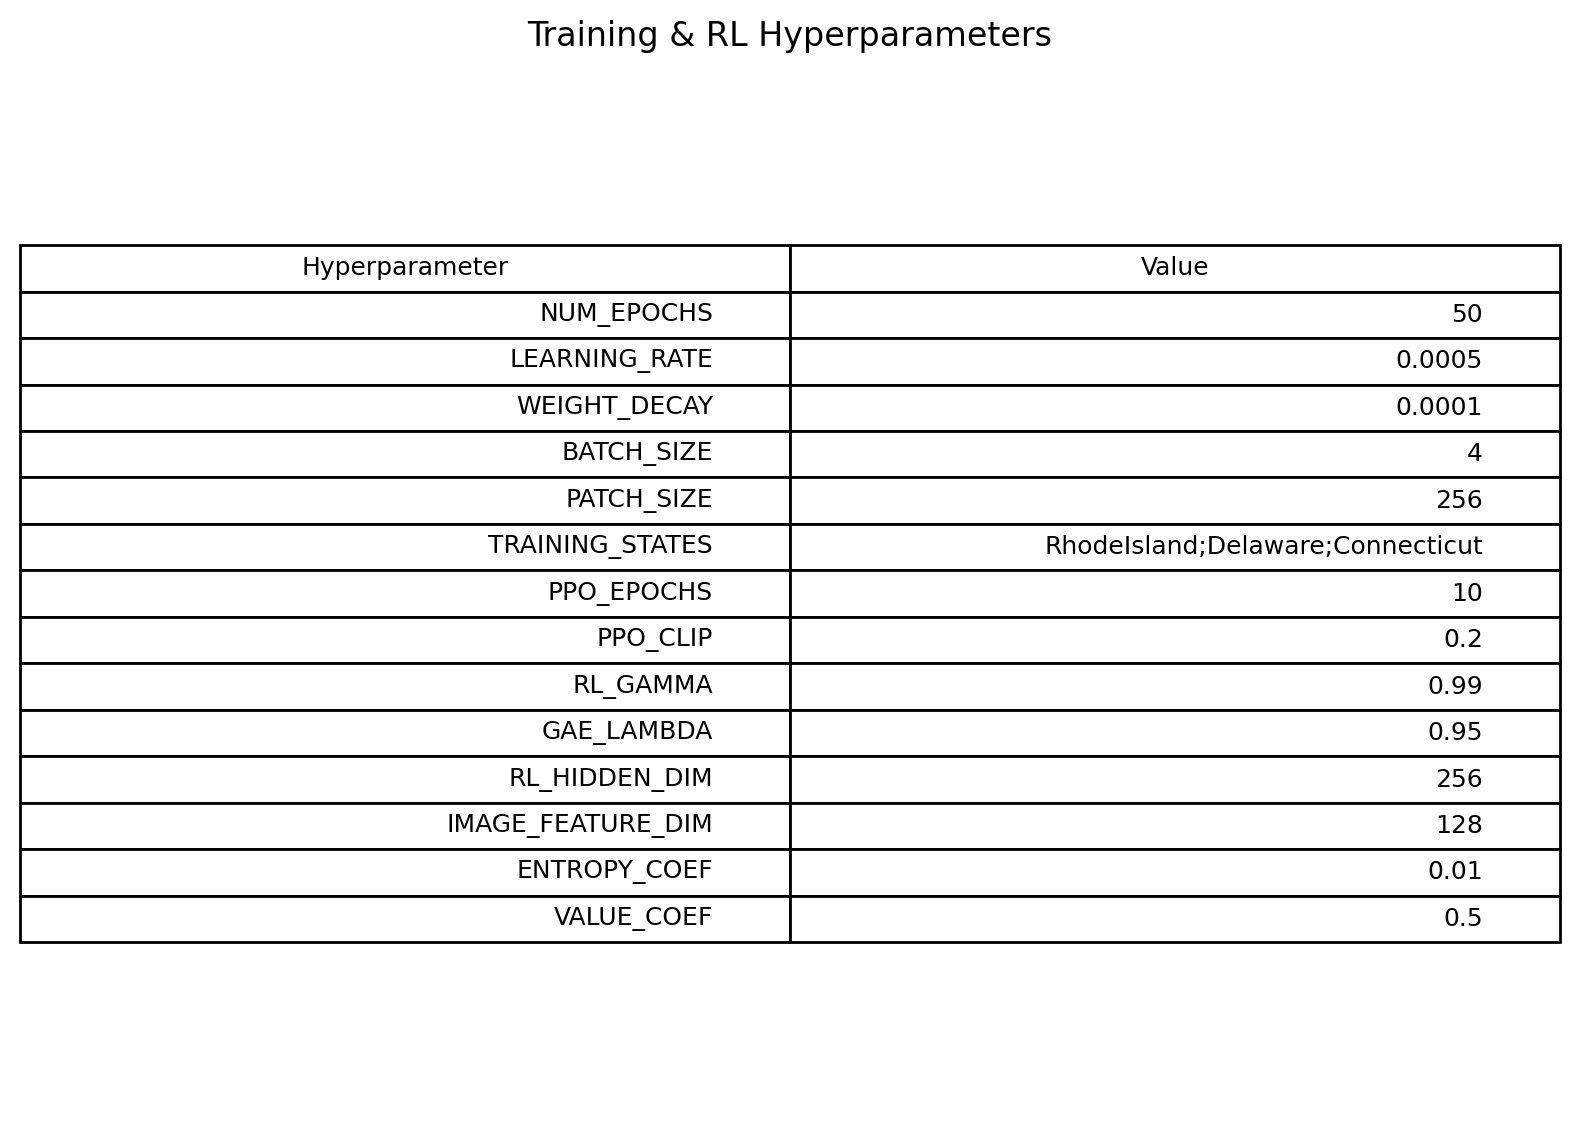 Training & RL Hyperparameters
Hyperparameter Value
NUM_EPOCHS 50
LEARNING_RATE 0.0005
WEIGHT_DECAY 0.0001
BATCH_SIZE 4
PATCH_SIZE 256
TRAINING_STATES RhodeIsland;Delaware;Connecticut
PPO_EPOCHS 10
PPO_CLIP 0.2
RL_GAMMA 0.99
GAE_LAMBDA 0.95
RL_HIDDEN_DIM 256
IMAGE_FEATURE_DIM 128
ENTROPY_COEF 0.01
VALUE_COEF 0.5